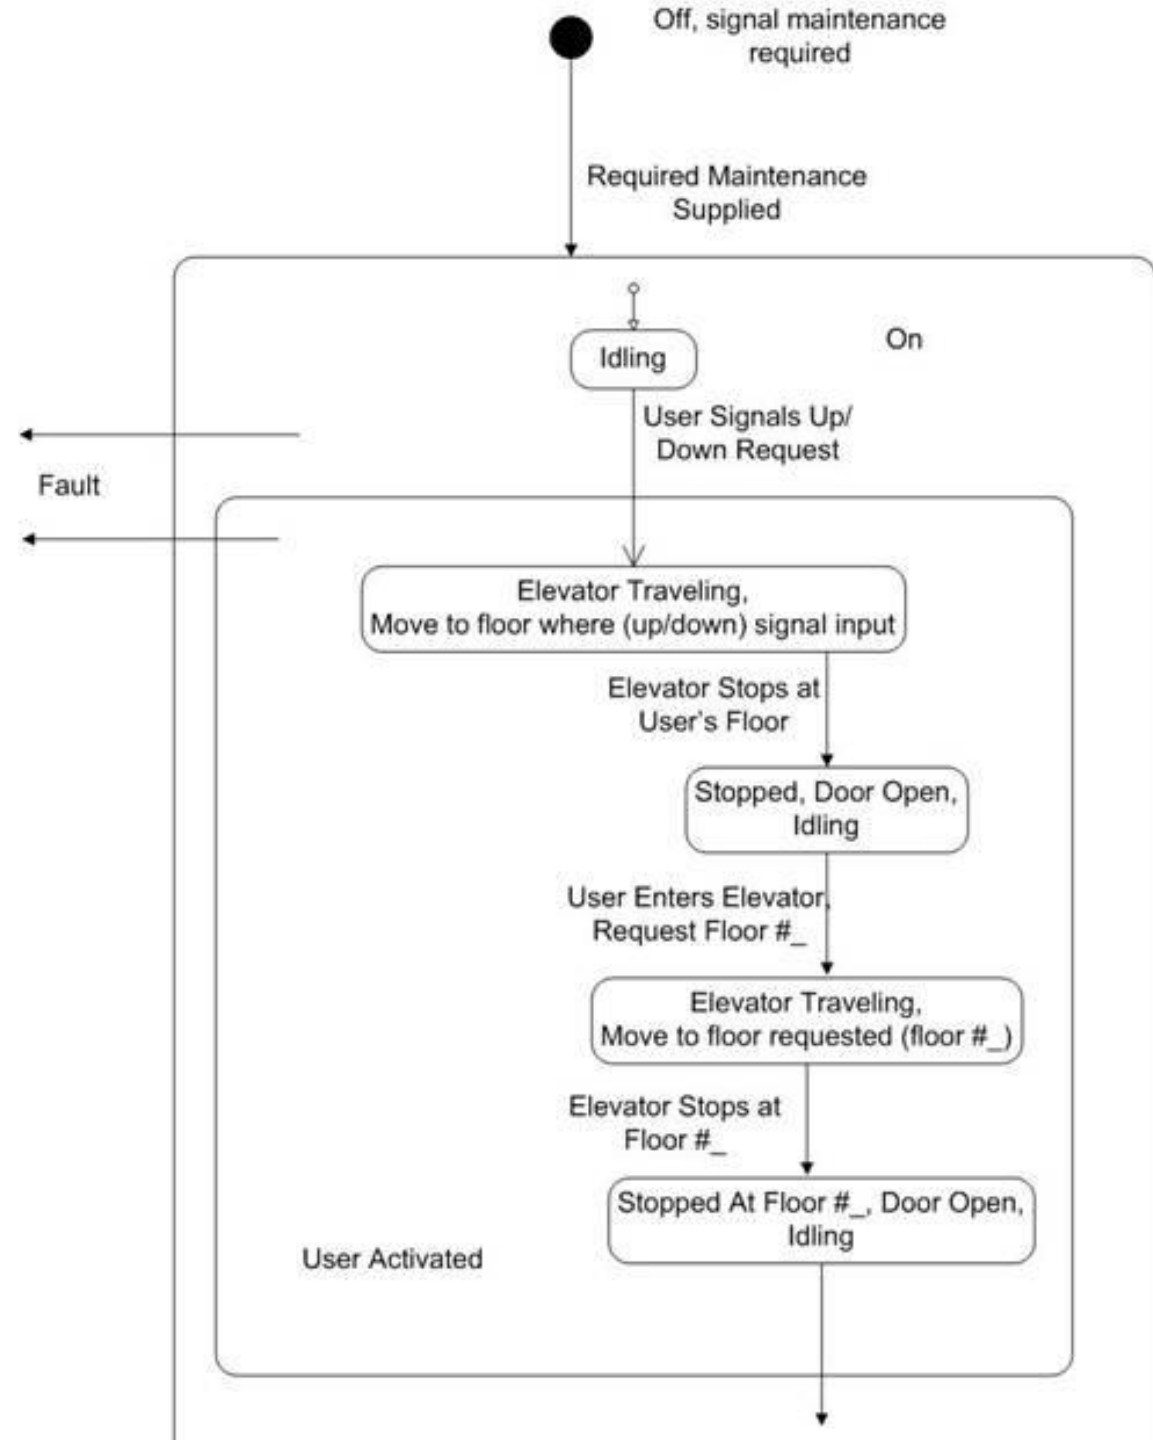 Off, signal maintenance
required
Required Maintenance
Supplied
On
Idling
User Signals Up/
Down Request
Fault
Elevator Traveling,
Move to floor where (up/down) signal input
Elevator Stops at
User's Floor
Stopped, Door Open,
Idling
User Enters Elevator,
Request Floor #_
Elevator Traveling,
Move to floor requested (floor #_)
Elevator Stops at
Floor #_
Stopped At Floor #_, Door Open,
Idling
User Activated